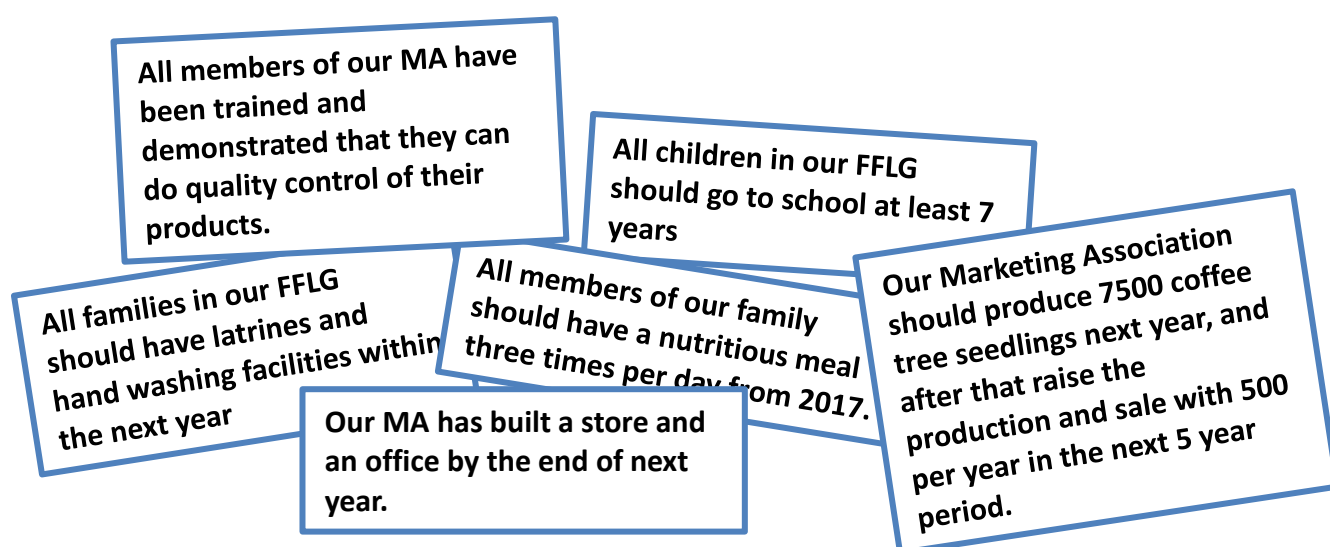 All members of our MA have
been trained and
demonstrated that they can
do quality control of their
products.
All children in our FFLG
should go to school at least 7
years
All families in our FFLG
should have latrines and
hand washing facilities within
the next year
All members of our family
should have a nutritious meal
three times per day from 2017.
Our Marketing Association
should produce 7500 coffee
tree seedlings next year, and
after that raise the
production and sale with 500
per year in the next 5 year
period.
Our MA has built a store and
an office by the end of next
year.